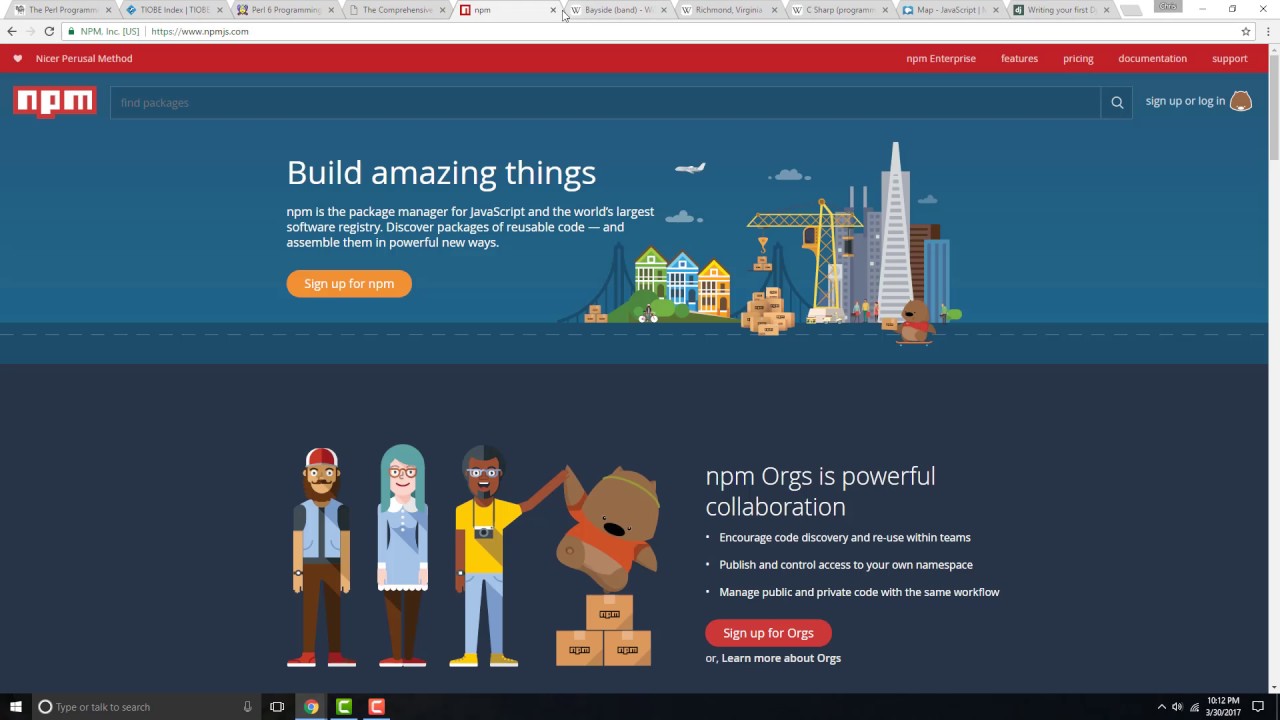 The Perl Programm
TIOBE Index | TIOBE
Perl 6 Programming
The Comprehensive
npm
Bayside (band) - W
Richmond, Virginia
C Sharp (programm
Map - JavaScript | M
Writing your first D
Chris
NPM, Inc. [US]
https://www.npmjs.com
Nicer Perusal Method
npm Enterprise
features
pricing
documentation
support
npm
find packages
sign up or log in
Build amazing things
npm is the package manager for JavaScript and the world's largest
software registry. Discover packages of reusable code — and
assemble them in powerful new ways.
Sign up for npm
npm Orgs is powerful
collaboration
• Encourage code discovery and re-use within teams
• Publish and control access to your own namespace
• Manage public and private code with the same workflow
npm
npm
npm
Sign up for Orgs
or, Learn more about Orgs
Type or talk to search
10:12 PM
3/30/2017